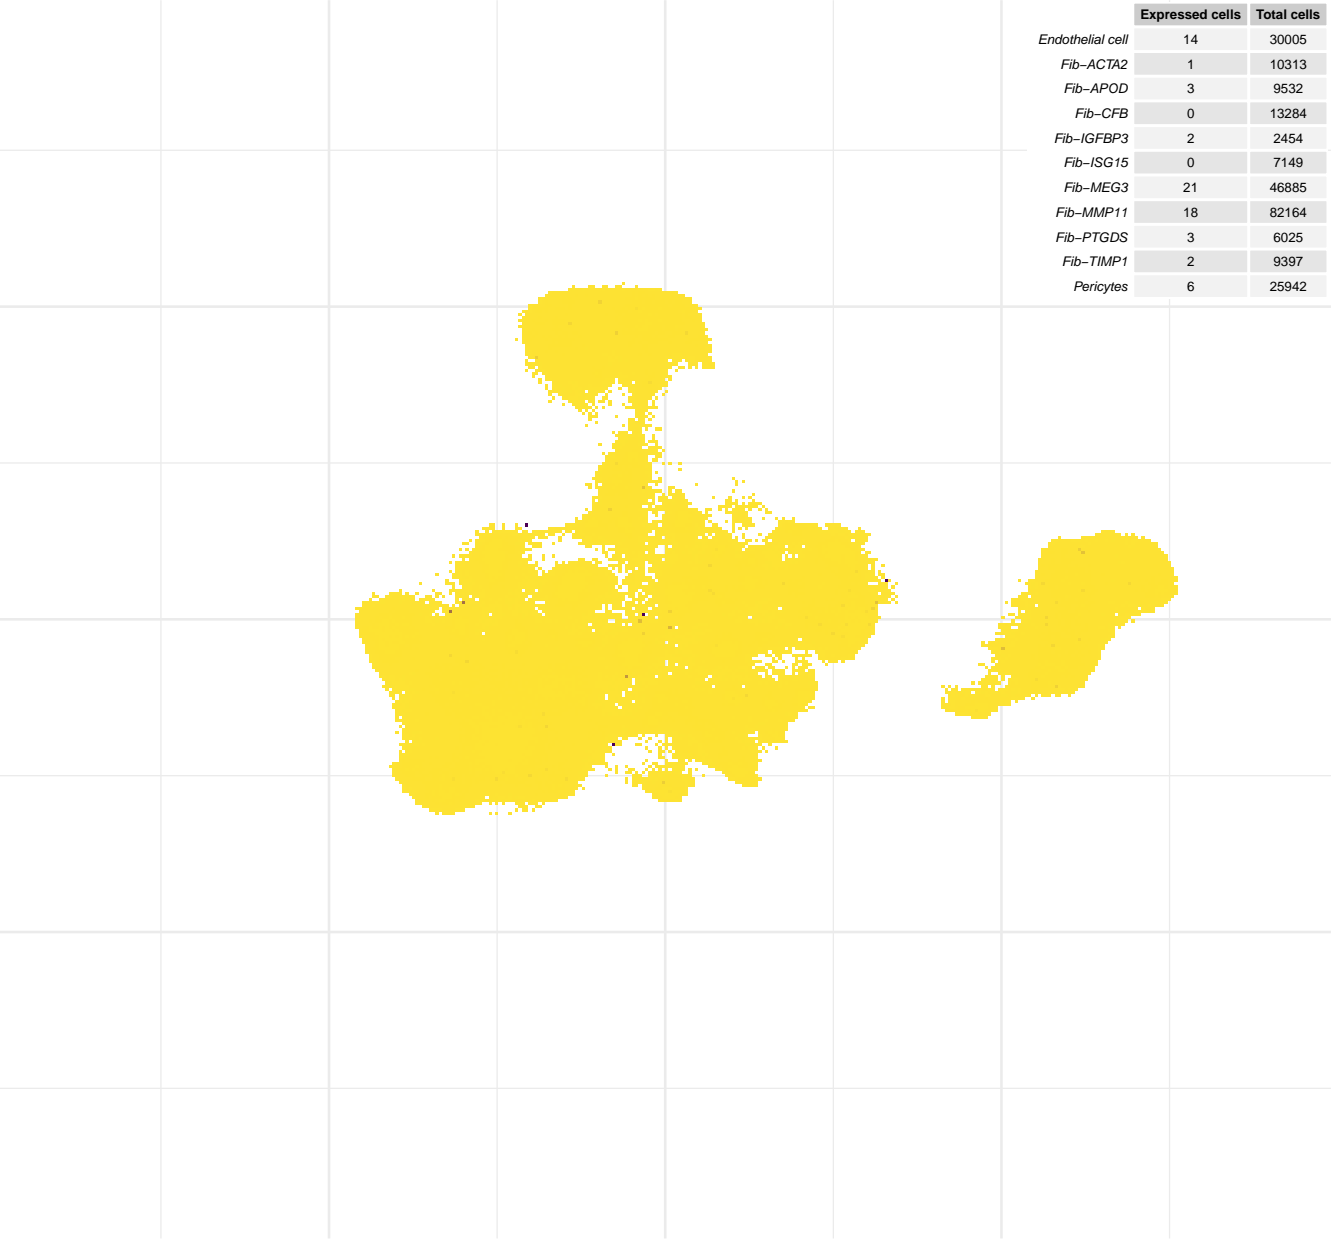 Expressed cells Total cells
Endothelial cell 14 30005
Fib−ACTA2 1 10313
Fib−APOD 3 9532
Fib−CFB 0 13284
Fib−IGFBP3 2 2454
Fib−ISG15 0 7149
Fib−MEG3 21 46885
Fib−MMP11 18 82164
Fib−PTGDS 3 6025
Fib−TIMP1 2 9397
Pericytes 6 25942